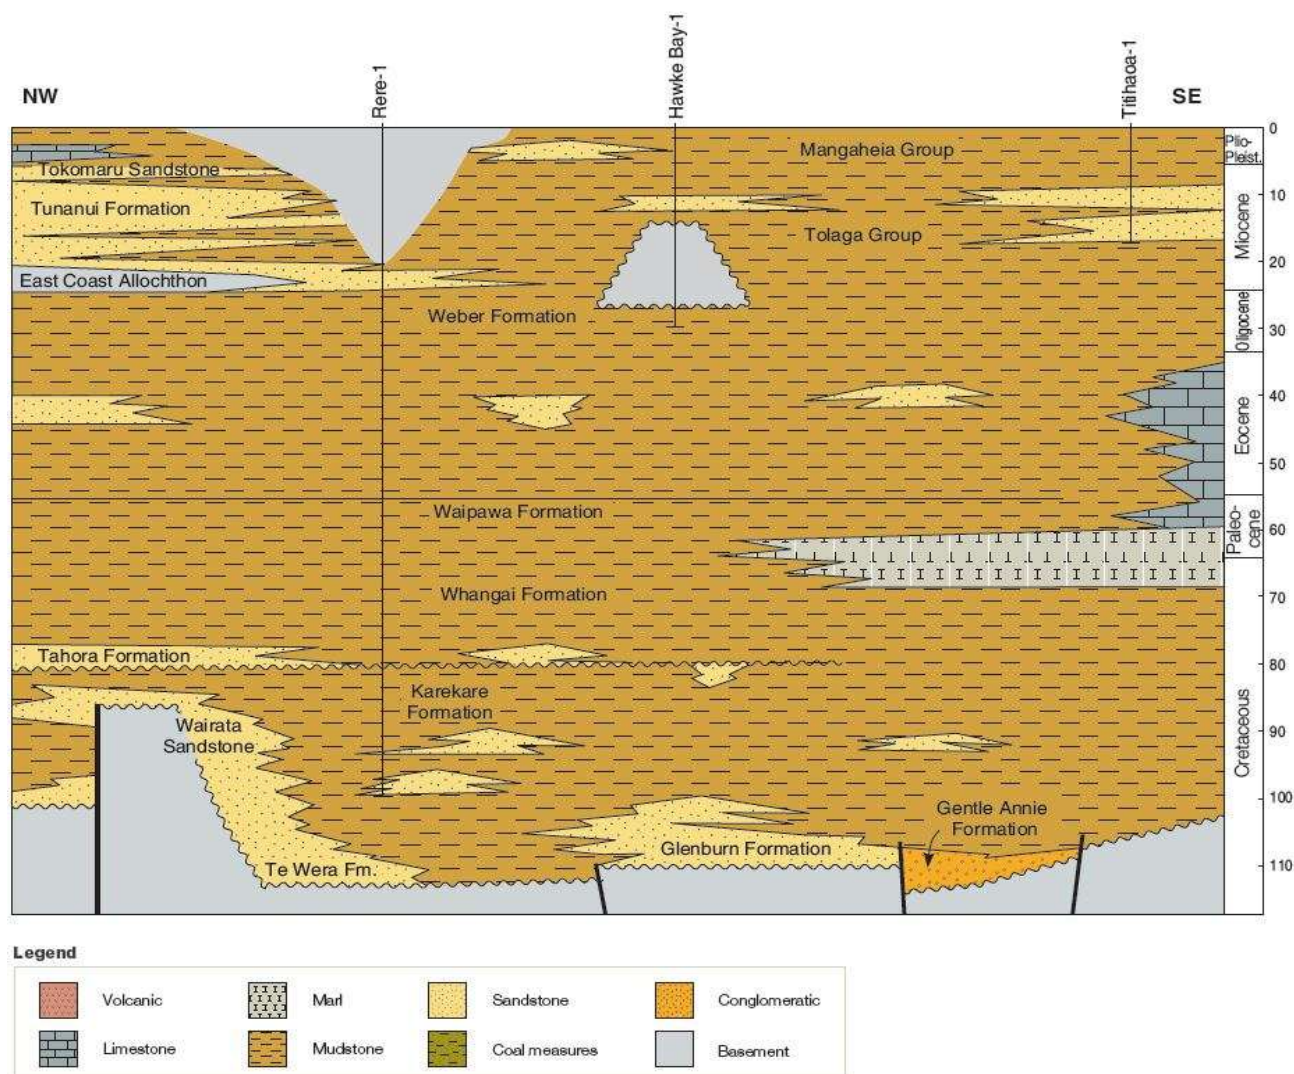 NW
Rere-1
Hawke Bay-1
Titihaoa-1
SE
Mangaheia Group
Tokomaru Sandstone
Tunanui Formation
Tolaga Group
East Coast Allochthon
Weber Formation
Waipawa Formation
Whangai Formation
Tahora Formation
Karekare
Formation
Wairata
Sandstone
Gentle Annie
Formation
Glenburn Formation
Te Wera Fm.
Plio-
Pleist.
Miocene
Oligocene
Eocene
Paleo-
cene
Cretaceous
0
10
20
30
40
50
60
70
80
90
100
110
Legend
Volcanic
Marl
Sandstone
Conglomeratic
Limestone
Mudstone
Coal measures
Basement